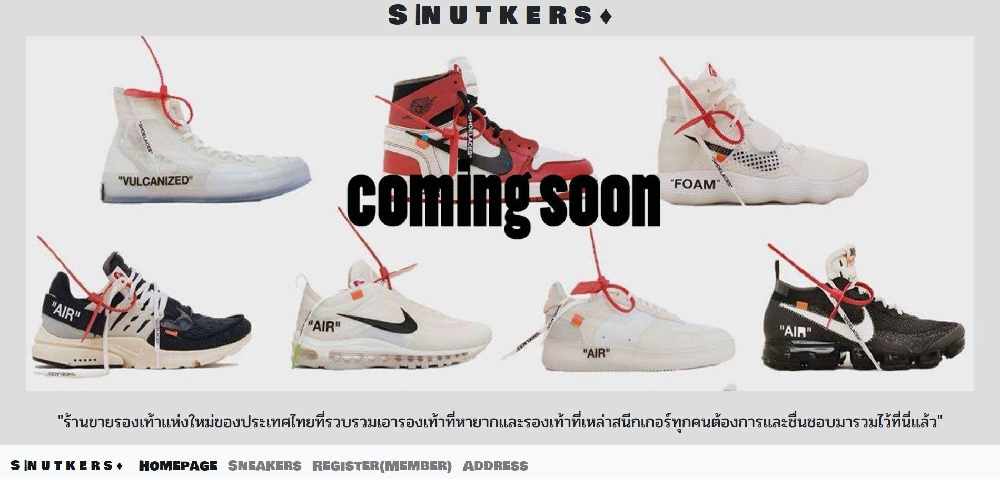 S|NUTKERS♦
"SHOELACES"
"VULCANIZED"
"SHOELACES"
"SHOELACES"
"FOAM"
coming soon
"AIR"
"SHOELACES"
"SHOELACES"
"AIR"
"SHOELACES"
"AIR"
"AIR"
"SHOELACES"
"ร้านขายรองเท้าแห่งใหม่ของประเทศไทยที่รวบรวมเอารองเท้าที่หายากและรองเท้าที่เหล่าสนีกเกอร์ทุกคนต้องการและชื่นชอบมารวมไว้ที่นี่แล้ว"
S|NUTKERS♦ HOMEPAGE SNEAKERS REGISTER(MEMBER) ADDRESS